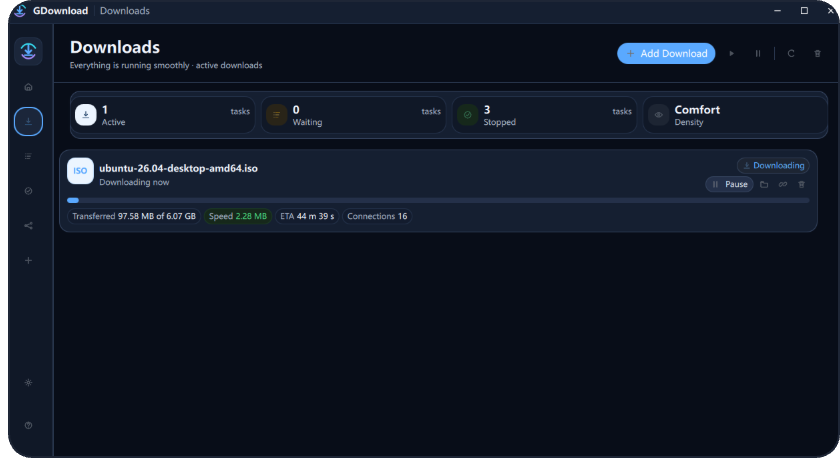 GDownload | Downloads
Downloads
Everything is running smoothly · active downloads
+ Add Download
1 tasks
Active
0 tasks
Waiting
3 tasks
Stopped
Comfort
Density
ISO
ubuntu-26.04-desktop-amd64.iso
Downloading now
Downloading
Pause
Transferred 97.58 MB of 6.07 GB
Speed 2.28 MB
ETA 44 m 39 s
Connections 16